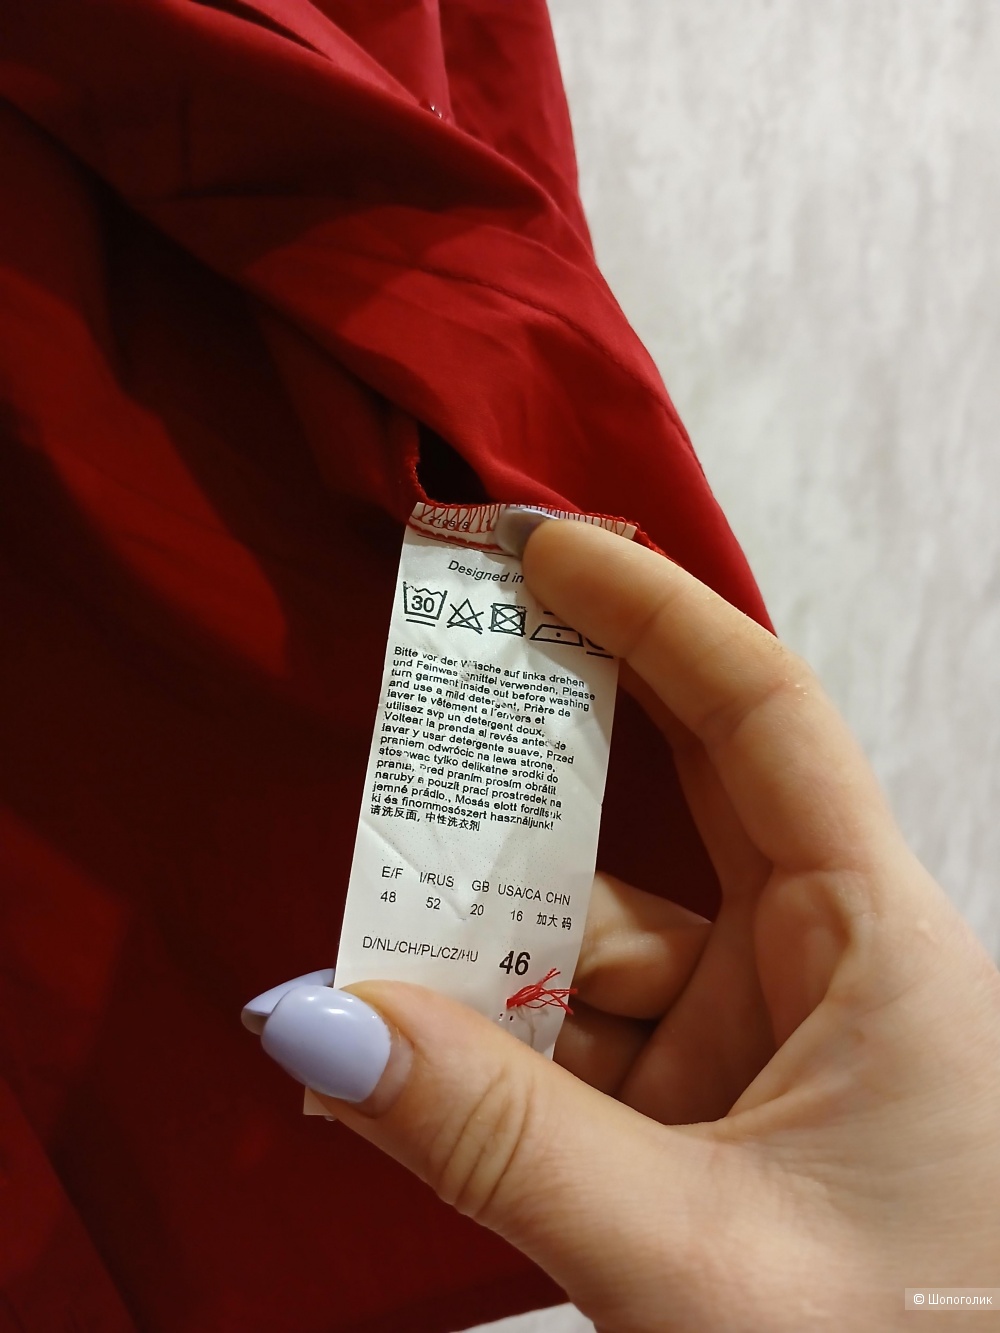 Designed in
30
Bitte vor der Wäsche auf links drehen
und Feinwaschmittel verwenden, Please
turn garment inside out before washing
and use a mild detergent, Prière de
laver le vêtement a l'envers et
utilisez svp un detergent doux,
Voltear la prenda al revés antes de
lavar y usar detergente suave, Przed
praniem odwrócic na lewa strone,
stosowac tylko delikatne srodki do
prania, Pred praním prosím obrátit
naruby a pouzít prací prostredek na
jemné prádlo., Mosás elott fordítsuk
ki és finommosószert használjunk!
请洗反面, 中性洗衣剂
E/F I/RUS GB USA/CA CHN
48 52 20 16 加大码
D/NL/CH/PL/CZ/HU 46
© Шопоголик